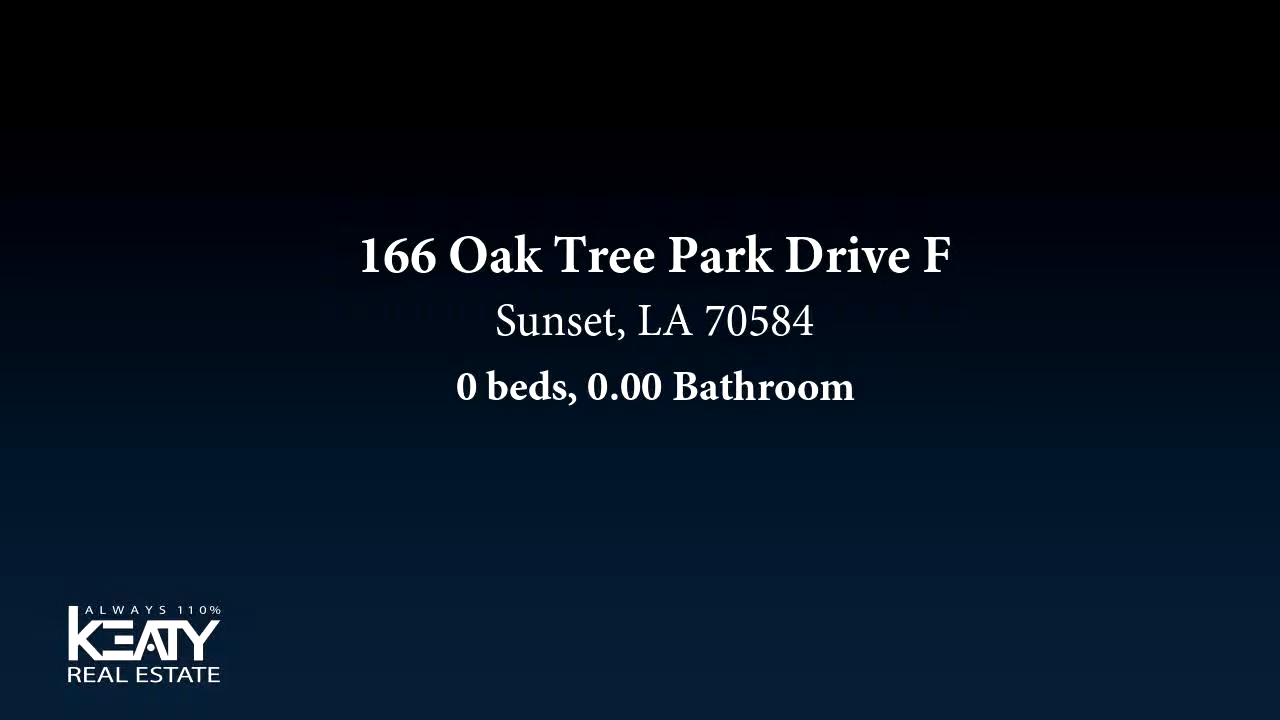 166 Oak Tree Park Drive F
Sunset, LA 70584
0 beds, 0.00 Bathroom
ALWAYS 110%
KEATY
REAL ESTATE